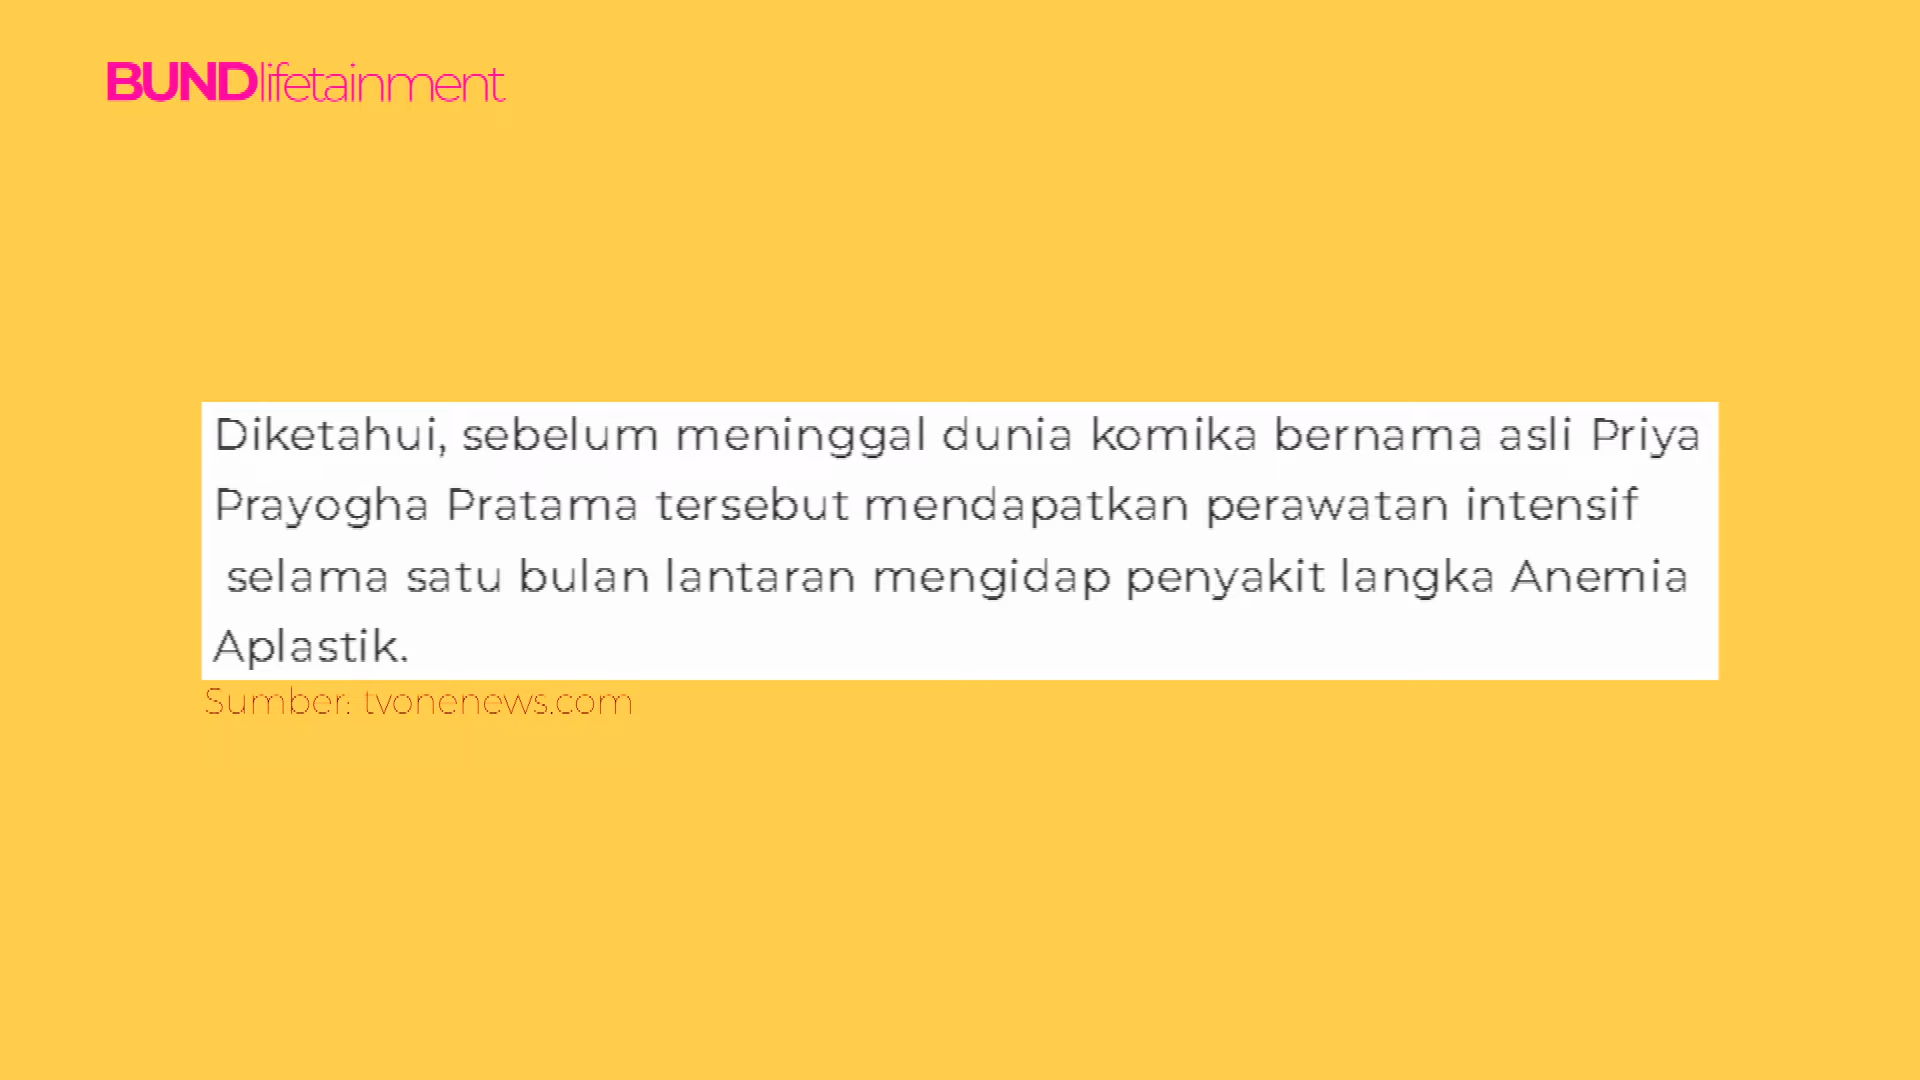 BUNDlifetainment
Diketahui, sebelum meninggal dunia komika bernama asli Priya
Prayogha Pratama tersebut mendapatkan perawatan intensif
selama satu bulan lantaran mengidap penyakit langka Anemia
Aplastik.
Sumber: tvonenews.com